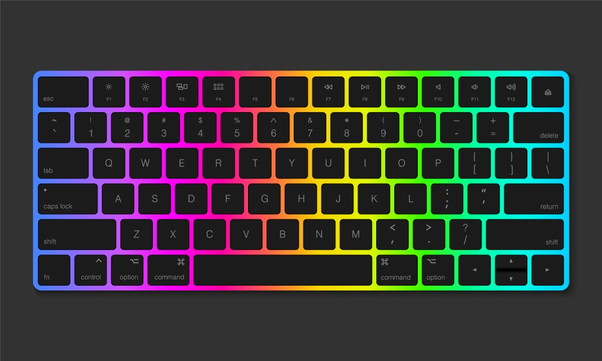 esc F1 F2 F3 F4 F5 F6 F7 F8 F9 F10 F11 F12
~ ! @ # $ % ^ & * ( ) _ +
` 1 2 3 4 5 6 7 8 9 0 - = delete
tab Q W E R T Y U I O P { } |
[ ] \
caps lock A S D F G H J K L : "
; ' return
shift Z X C V B N M < > ?
, . / shift
fn control option command command option